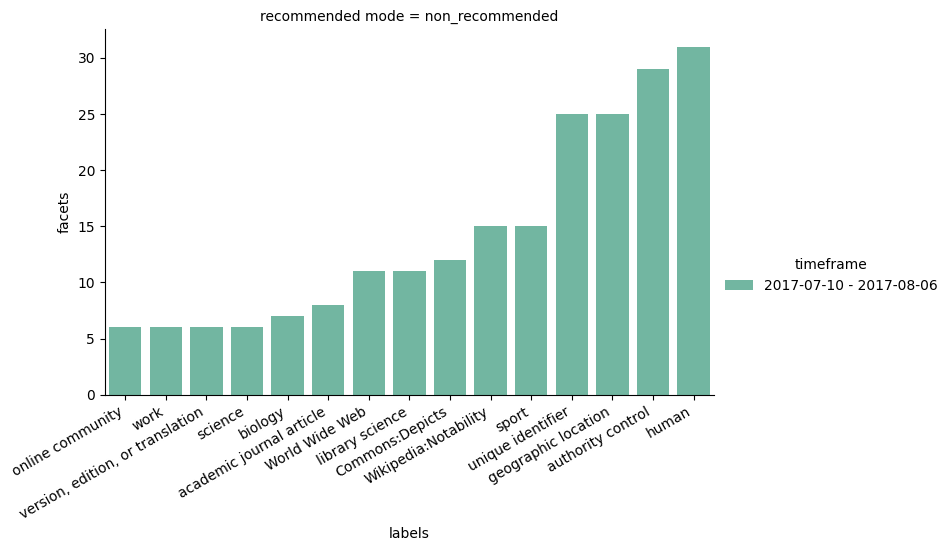 recommended mode = non_recommended
30
25
20
15
10
5
0
facets
online community
work
version, edition, or translation
science
biology
academic journal article
World Wide Web
library science
Commons:Depicts
Wikipedia:Notability
sport
unique identifier
geographic location
authority control
human
labels
timeframe
2017-07-10 - 2017-08-06